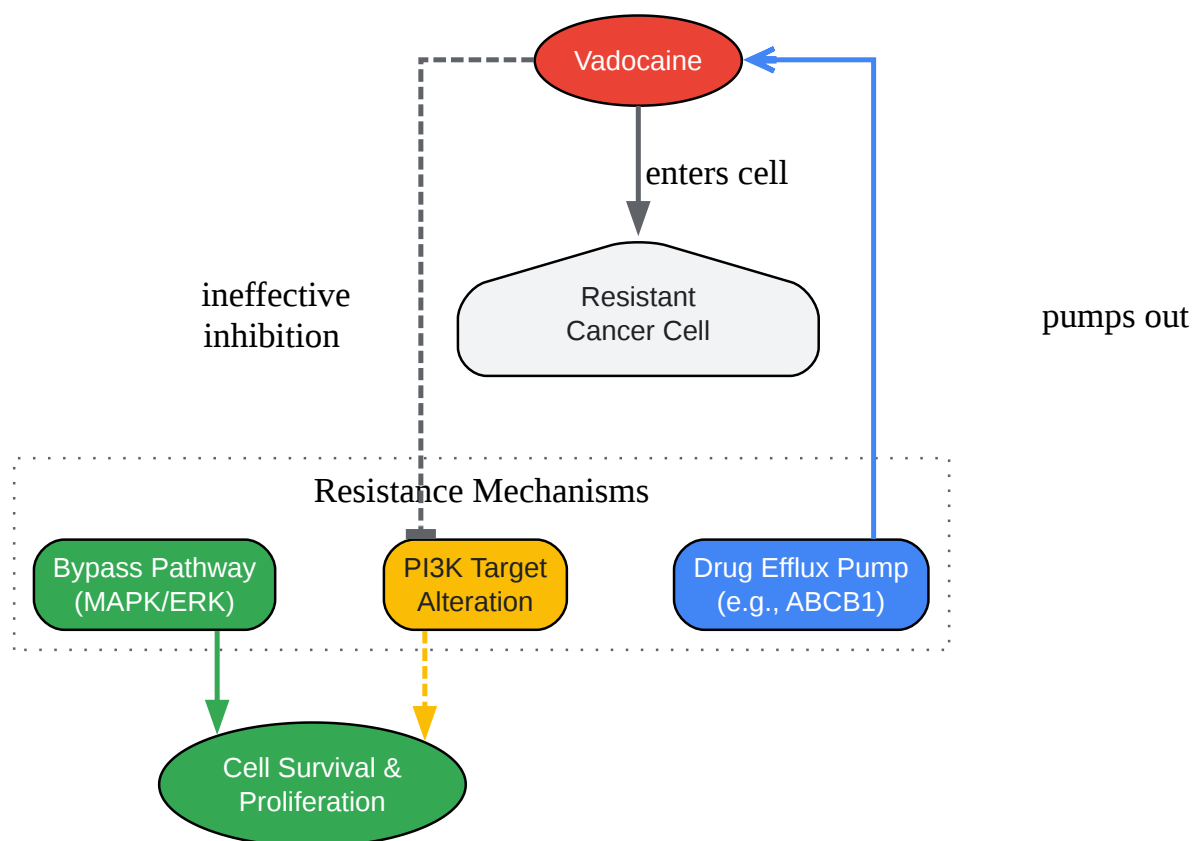 Vadocaine
enters cell
ineffective
inhibition
Resistant
Cancer Cell
pumps out
Resistance Mechanisms
Bypass Pathway
(MAPK/ERK)
PI3K Target
Alteration
Drug Efflux Pump
(e.g., ABCB1)
Cell Survival &
Proliferation